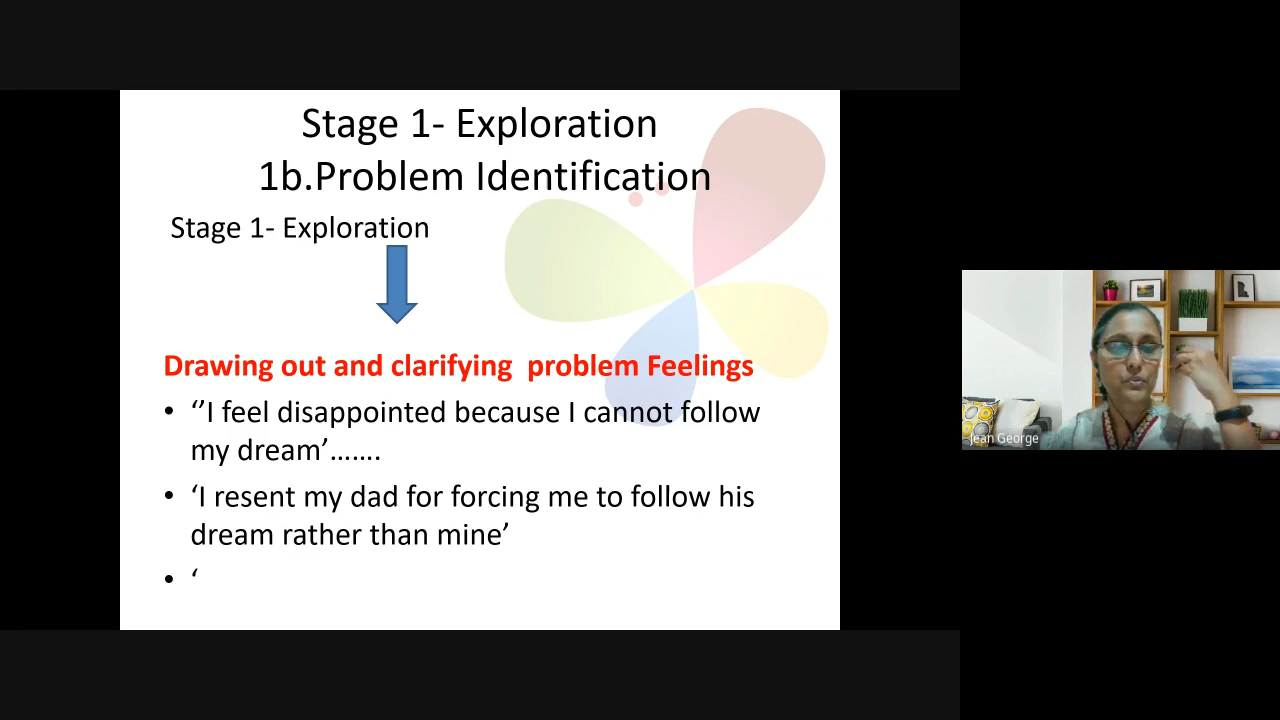 Stage 1- Exploration
1b.Problem Identification
Stage 1- Exploration
Drawing out and clarifying  problem Feelings
• ‘’I feel disappointed because I cannot follow
my dream’…….
• ‘I resent my dad for forcing me to follow his
dream rather than mine’
• ‘
Jean George